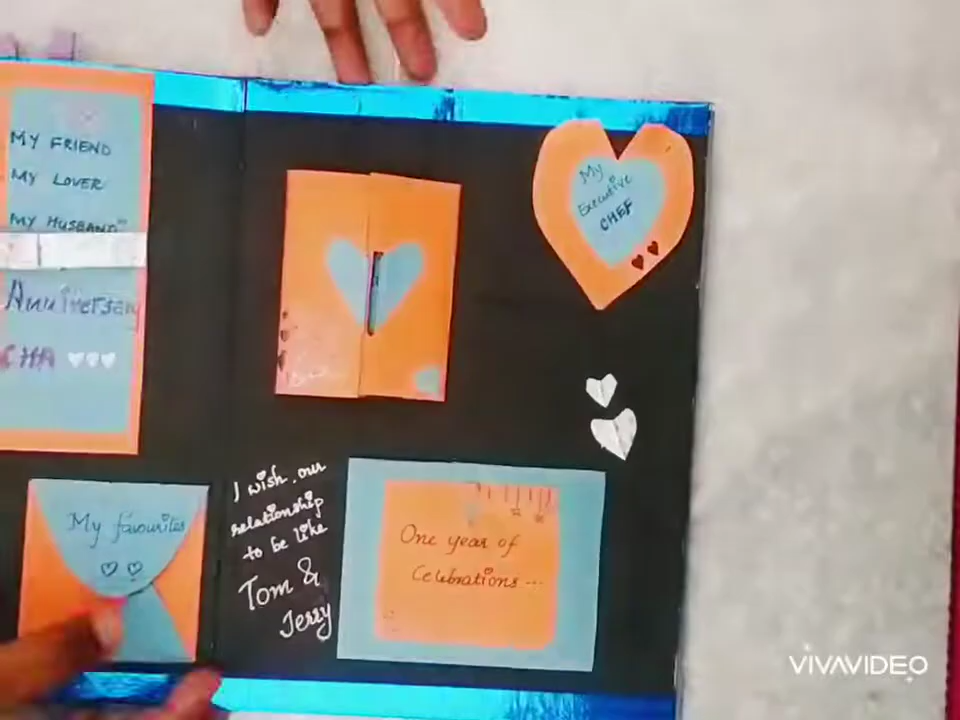 MY FRIEND
MY LOVER
MY HUSBAND"
Anniversary
CHA
My
Executive
CHEF
My favourites
I wish our
relationship
to be like
Tom &
Jerry
One year of
Celebrations...
VIVAVIDEO